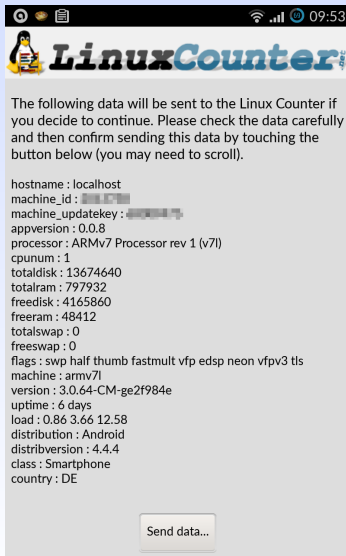 09:53
LinuxCounter
.net
The following data will be sent to the Linux Counter if
you decide to continue. Please check the data carefully
and then confirm sending this data by touching the
button below (you may need to scroll).
hostname : localhost
machine_id :
machine_updatekey :
appversion : 0.0.8
processor : ARMv7 Processor rev 1 (v7l)
cpunum : 1
totaldisk : 13674640
totalram : 797932
freedisk : 4165860
freeram : 48412
totalswap : 0
freeswap : 0
flags : swp half thumb fastmult vfp edsp neon vfpv3 tls
machine : armv7l
version : 3.0.64-CM-ge2f984e
uptime : 6 days
load : 0.86 3.66 12.58
distribution : Android
distribversion : 4.4.4
class : Smartphone
country : DE
Send data...